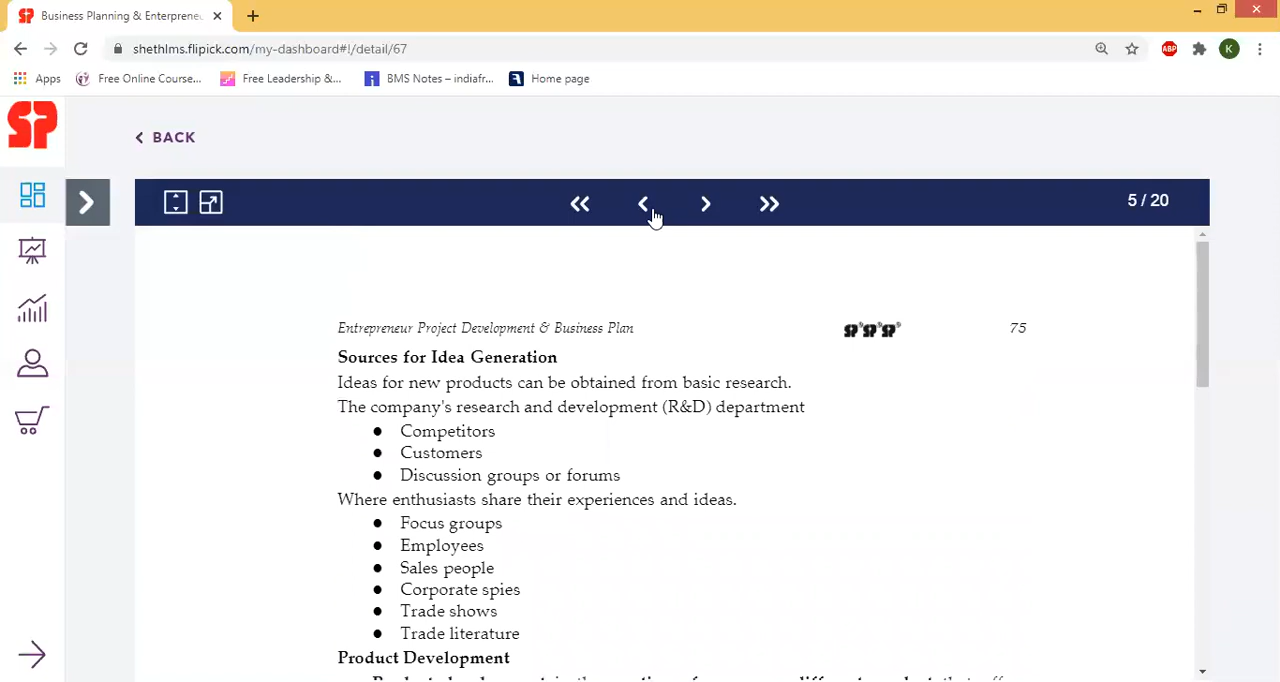 Business Planning & Enterprene
shethlms.flipick.com/my-dashboard#!/detail/67
ABP
K
Apps
Free Online Course...
Free Leadership &...
BMS Notes – indiafr...
Home page
SP
BACK
5 / 20
Entrepreneur Project Development & Business Plan
75
Sources for Idea Generation
Ideas for new products can be obtained from basic research.
The company's research and development (R&D) department
● Competitors
● Customers
● Discussion groups or forums
Where enthusiasts share their experiences and ideas.
● Focus groups
● Employees
● Sales people
● Corporate spies
● Trade shows
● Trade literature
Product Development